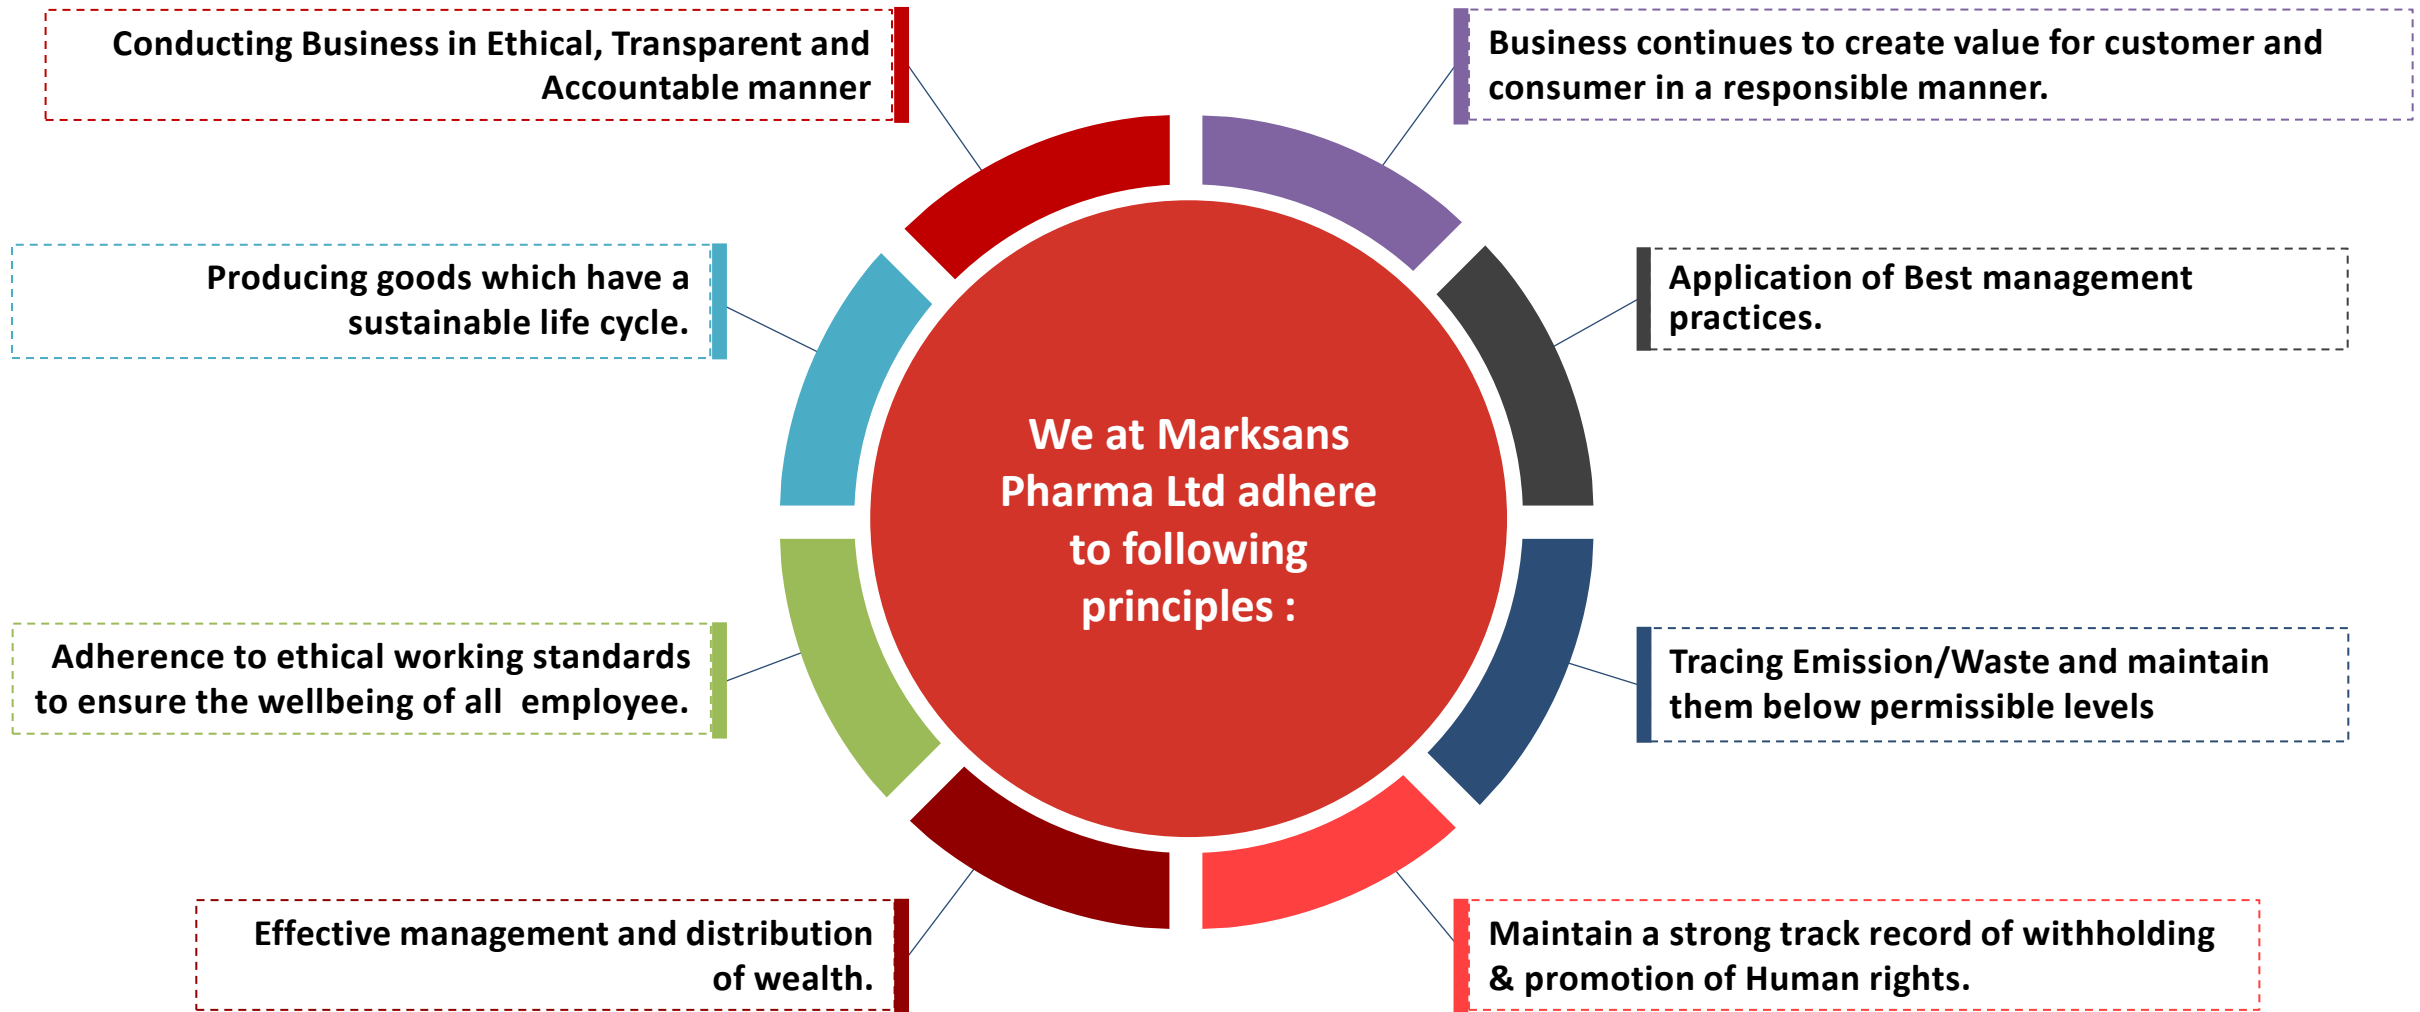 Conducting Business in Ethical, Transparent and
Accountable manner
Business continues to create value for customer and
consumer in a responsible manner.
Producing goods which have a
sustainable life cycle.
Application of Best management
practices.
We at Marksans
Pharma Ltd adhere
to following
principles :
Adherence to ethical working standards
to ensure the wellbeing of all  employee.
Tracing Emission/Waste and maintain
them below permissible levels
Effective management and distribution
of wealth.
Maintain a strong track record of withholding
& promotion of Human rights.